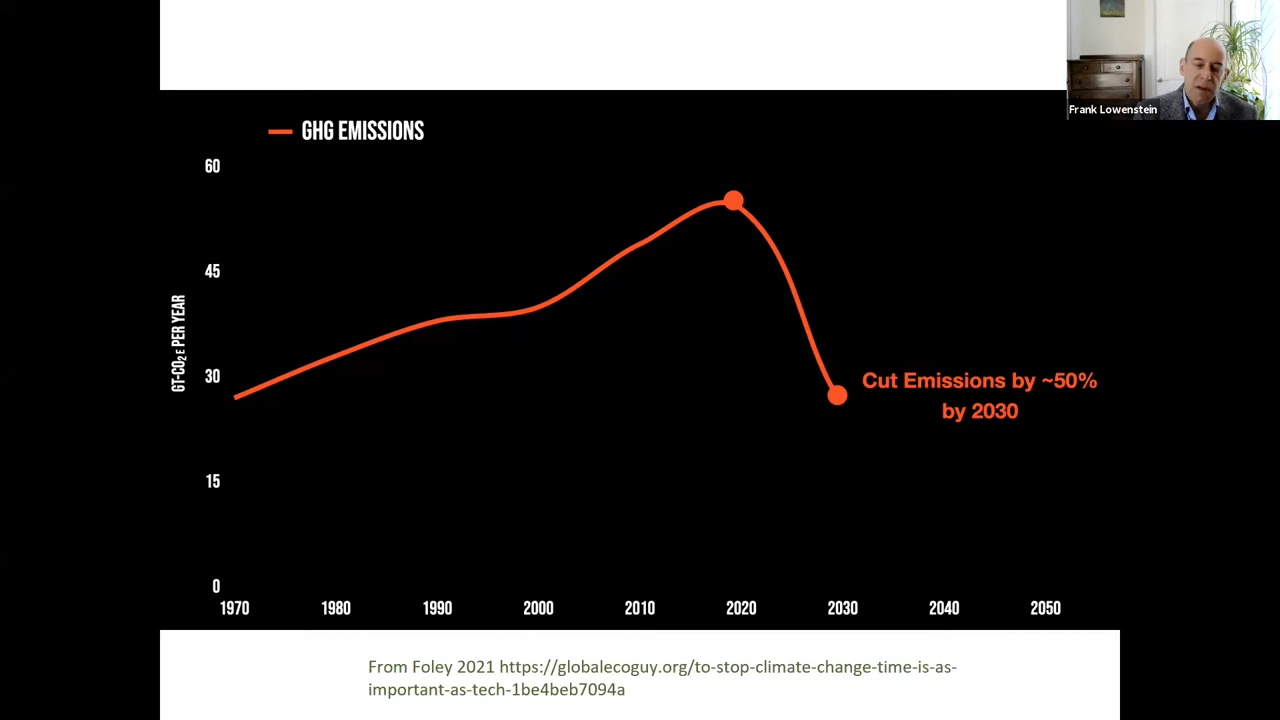 Frank Lowenstein
GHG EMISSIONS
60
45
30
15
0
GT-CO2 E PER YEAR
1970 1980 1990 2000 2010 2020 2030 2040 2050
Cut Emissions by ~50%
by 2030
From Foley 2021 https://globalecoguy.org/to-stop-climate-change-time-is-as-
important-as-tech-1be4beb7094a